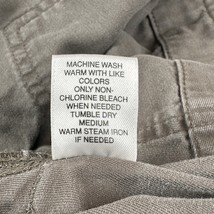 MACHINE WASH
WARM WITH LIKE
COLORS
ONLY NON-
CHLORINE BLEACH
WHEN NEEDED
TUMBLE DRY
MEDIUM
WARM STEAM IRON
IF NEEDED